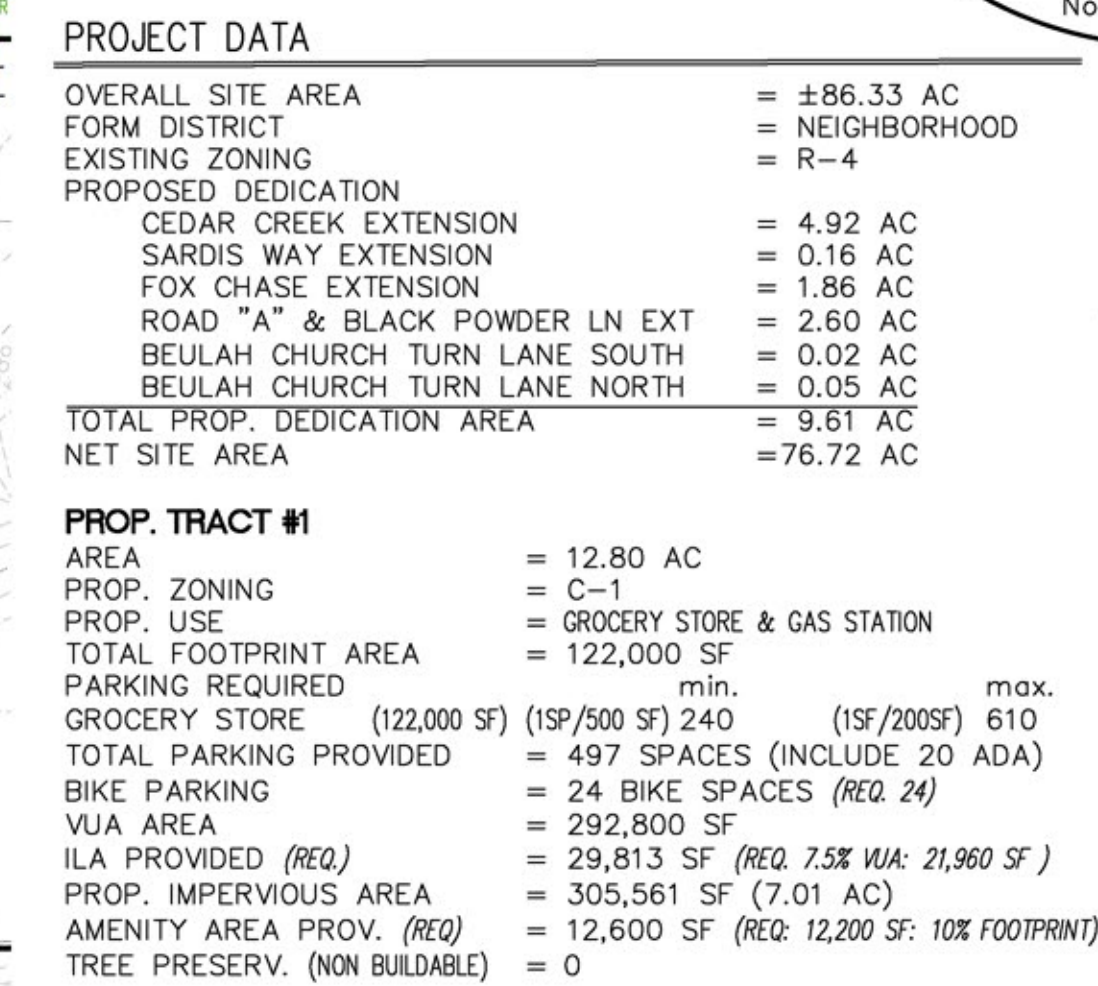 No
PROJECT DATA
OVERALL SITE AREA = ±86.33 AC
FORM DISTRICT = NEIGHBORHOOD
EXISTING ZONING = R-4
PROPOSED DEDICATION
CEDAR CREEK EXTENSION = 4.92 AC
SARDIS WAY EXTENSION = 0.16 AC
FOX CHASE EXTENSION = 1.86 AC
ROAD "A" & BLACK POWDER LN EXT = 2.60 AC
BEULAH CHURCH TURN LANE SOUTH = 0.02 AC
BEULAH CHURCH TURN LANE NORTH = 0.05 AC
TOTAL PROP. DEDICATION AREA = 9.61 AC
NET SITE AREA =76.72 AC
PROP. TRACT #1
AREA = 12.80 AC
PROP. ZONING = C-1
PROP. USE = GROCERY STORE & GAS STATION
TOTAL FOOTPRINT AREA = 122,000 SF
PARKING REQUIRED min. max.
GROCERY STORE (122,000 SF) (1SP/500 SF) 240 (1SF/200SF) 610
TOTAL PARKING PROVIDED = 497 SPACES (INCLUDE 20 ADA)
BIKE PARKING = 24 BIKE SPACES (REQ. 24)
VUA AREA = 292,800 SF
ILA PROVIDED (REQ.) = 29,813 SF (REQ. 7.5% VUA: 21,960 SF )
PROP. IMPERVIOUS AREA = 305,561 SF (7.01 AC)
AMENITY AREA PROV. (REQ) = 12,600 SF (REQ: 12,200 SF: 10% FOOTPRINT)
TREE PRESERV. (NON BUILDABLE) = 0